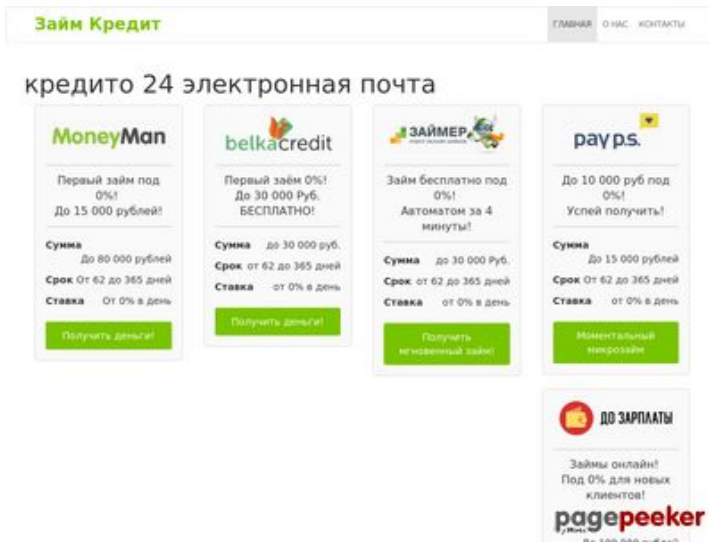 Займ Кредит
ГЛАВНАЯ О НАС КОНТАКТЫ
кредито 24 электронная почта
MoneyMan
Первый займ под
0%!
До 15 000 рублей!
Сумма
До 80 000 рублей
Срок От 62 до 365 дней
Ставка От 0% в день
Получить деньги!
belkacredit
Первый заём 0%!
До 30 000 Руб.
БЕСПЛАТНО!
Сумма до 30 000 руб.
Срок от 62 до 365 дней
Ставка от 0% в день
Получить деньги!
ЗАЙМЕР
Займ бесплатно под
0%!
Автоматом за 4
минуты!
Сумма до 30 000 Руб.
Срок от 62 до 365 дней
Ставка от 0% в день
Получить
мгновенный займ!
pay p.s.
До 10 000 руб под
0%!
Успей получить!
Сумма
До 15 000 рублей
Срок От 62 до 365 дней
Ставка От 0% в день
Моментальный
микрозайм
ДО ЗАРПЛАТЫ
Займы онлайн!
Под 0% для новых
клиентов!
pagepeeker
До 100 000 рублей